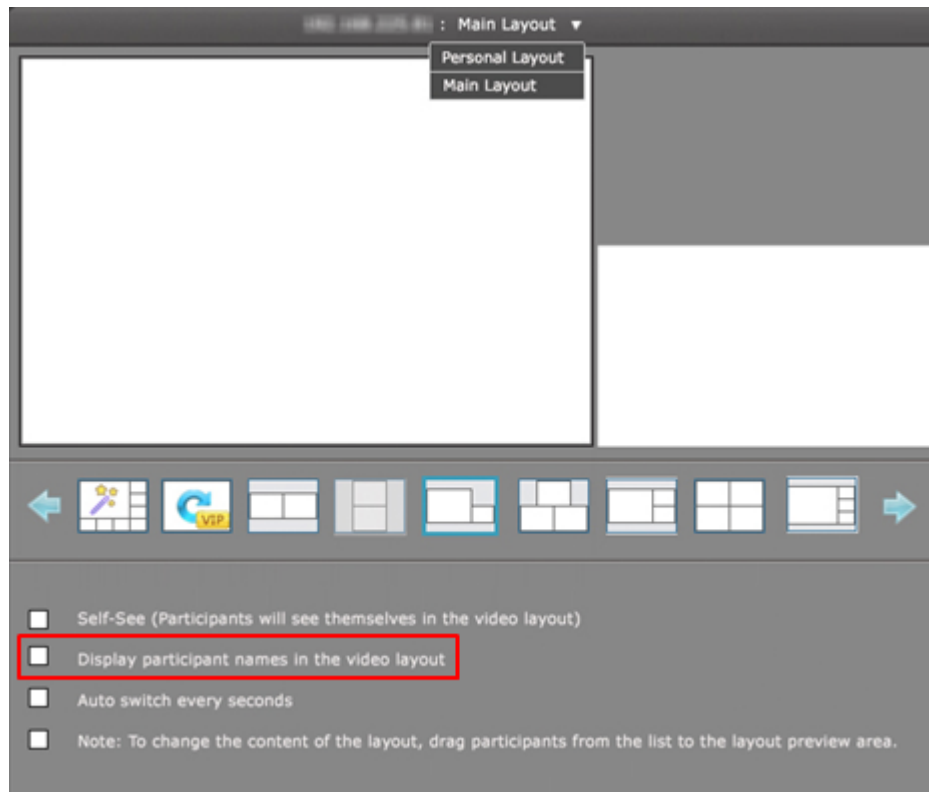 : Main Layout ▼
Personal Layout
Main Layout
VIP
Self-See (Participants will see themselves in the video layout)
Display participant names in the video layout
Auto switch every seconds
Note: To change the content of the layout, drag participants from the list to the layout preview area.